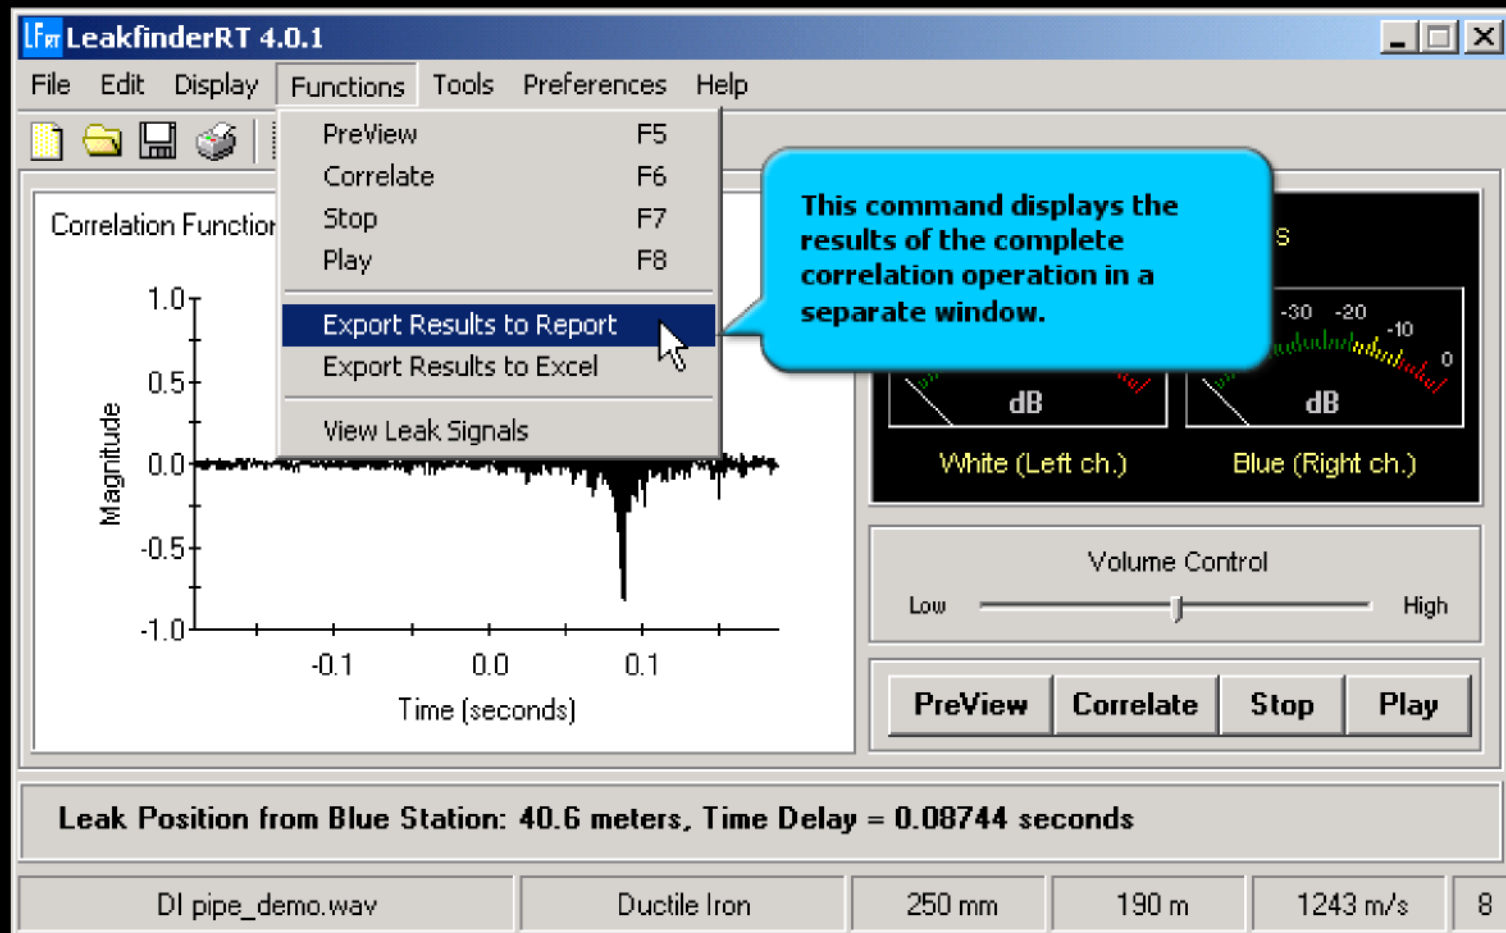 LFRT LeakfinderRT 4.0.1
File Edit Display Functions Tools Preferences Help
PreView F5
Correlate F6
Stop F7
Play F8
Export Results to Report
Export Results to Excel
View Leak Signals
This command displays the
results of the complete
correlation operation in a
separate window.
Correlation Function
1.0
0.5
0.0
-0.5
-1.0
Magnitude
-0.1 0.0 0.1
Time (seconds)
S
-30 -20 -10 0
dB dB
White (Left ch.) Blue (Right ch.)
Volume Control
Low High
PreView Correlate Stop Play
Leak Position from Blue Station: 40.6 meters, Time Delay = 0.08744 seconds
DI pipe_demo.wav Ductile Iron 250 mm 190 m 1243 m/s 8